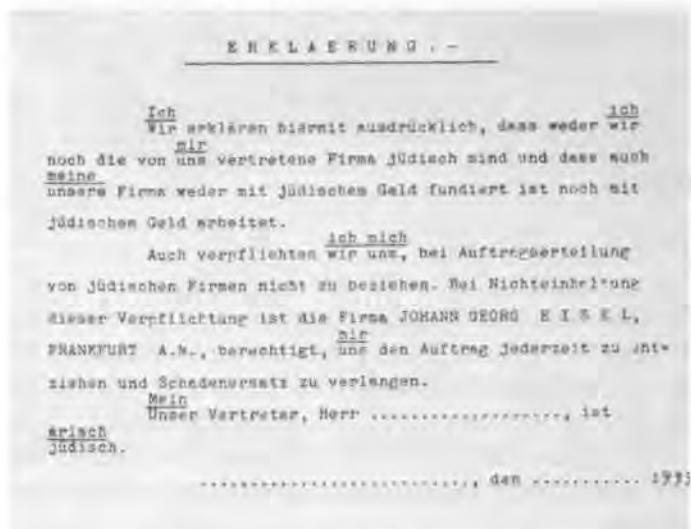 ERKLAERUNG.-
Ich ich
Wir erklären hiermit ausdrücklich, dass weder wir
mir
noch die von uns vertretene Firma jüdisch sind und dass auch
meine
unsere Firma weder mit jüdischem Geld fundiert ist noch mit
jüdischem Geld arbeitet.
ich mich
Auch verpflichten wir uns, bei Auftragserteilung
von jüdischen Firmen nicht zu beziehen. Bei Nichteinhaltung
dieser Verpflichtung ist die Firma JOHANN GEORG EISEL,
mir
FRANKFURT A.M., berechtigt, uns den Auftrag jederzeit zu ent=
ziehen und Schadenersatz zu verlangen.
Mein
Unser Vertreter, Herr ..................., ist
arisch
jüdisch.
..........................., den ........... 193